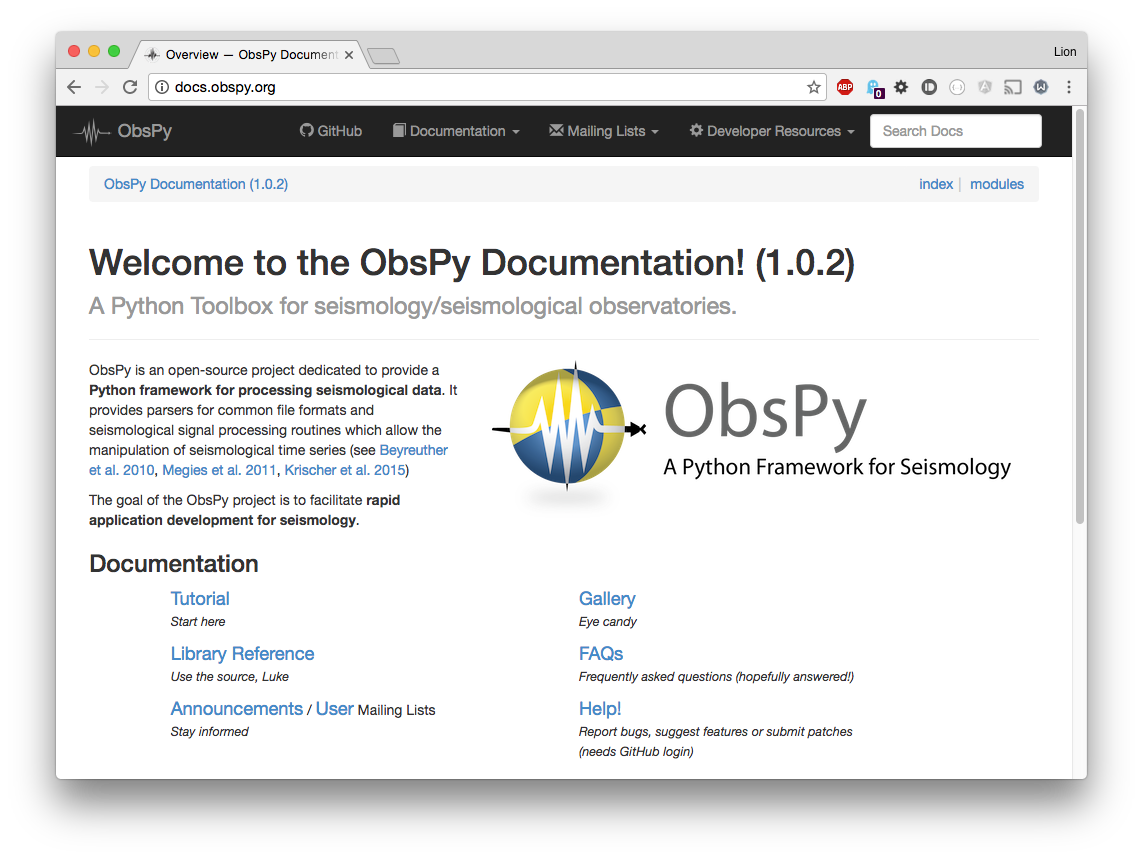 Overview — ObsPy Document
Lion
docs.obspy.org
ABP
0
ObsPy
GitHub
Documentation
Mailing Lists
Developer Resources
Search Docs
ObsPy Documentation (1.0.2)
index | modules
Welcome to the ObsPy Documentation! (1.0.2)
A Python Toolbox for seismology/seismological observatories.
ObsPy is an open-source project dedicated to provide a
Python framework for processing seismological data. It
provides parsers for common file formats and
seismological signal processing routines which allow the
manipulation of seismological time series (see Beyreuther
et al. 2010, Megies et al. 2011, Krischer et al. 2015)
The goal of the ObsPy project is to facilitate rapid
application development for seismology.
ObsPy
A Python Framework for Seismology
Documentation
Tutorial
Start here
Gallery
Eye candy
Library Reference
Use the source, Luke
FAQs
Frequently asked questions (hopefully answered!)
Announcements / User Mailing Lists
Stay informed
Help!
Report bugs, suggest features or submit patches
(needs GitHub login)